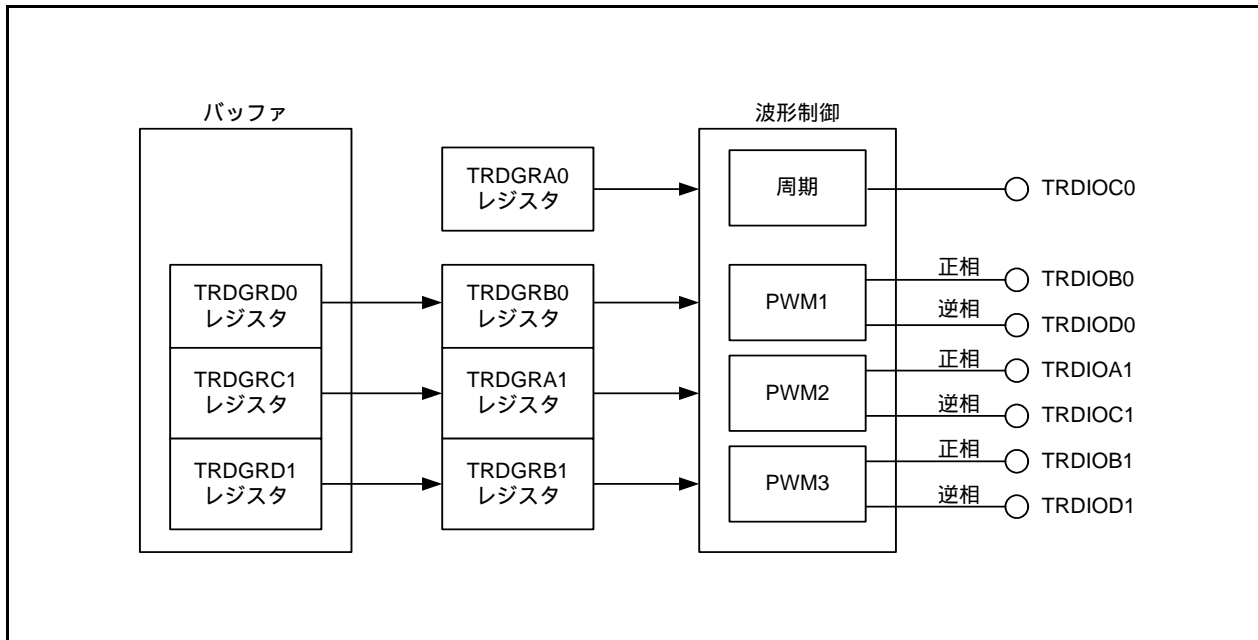 バッファ
波形制御
TRDGRA0
レジスタ
周期
TRDIOC0
TRDGRD0
レジスタ
TRDGRB0
レジスタ
PWM1
正相
TRDIOB0
逆相
TRDIOD0
TRDGRC1
レジスタ
TRDGRA1
レジスタ
PWM2
正相
TRDIOA1
逆相
TRDIOC1
TRDGRD1
レジスタ
TRDGRB1
レジスタ
PWM3
正相
TRDIOB1
逆相
TRDIOD1